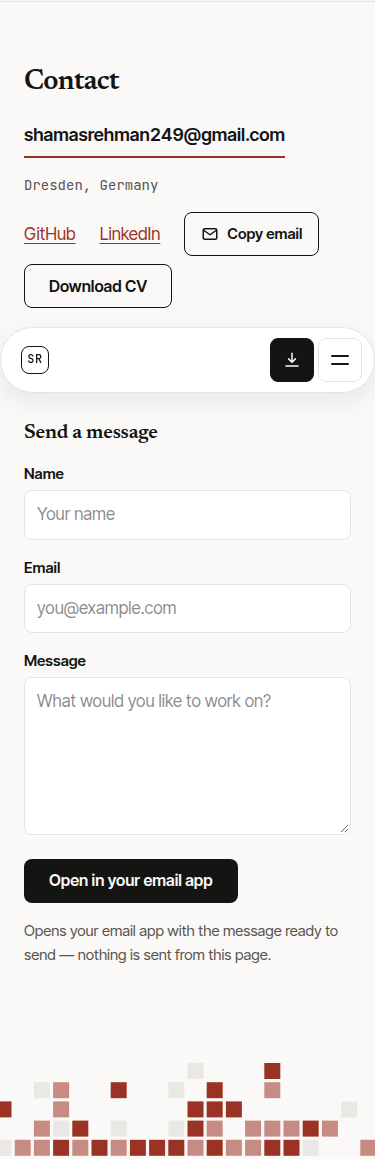 Contact
shamasrehman249@gmail.com
Dresden, Germany
GitHub LinkedIn Copy email
Download CV
SR
Send a message
Name
Your name
Email
you@example.com
Message
What would you like to work on?
Open in your email app
Opens your email app with the message ready to
send — nothing is sent from this page.